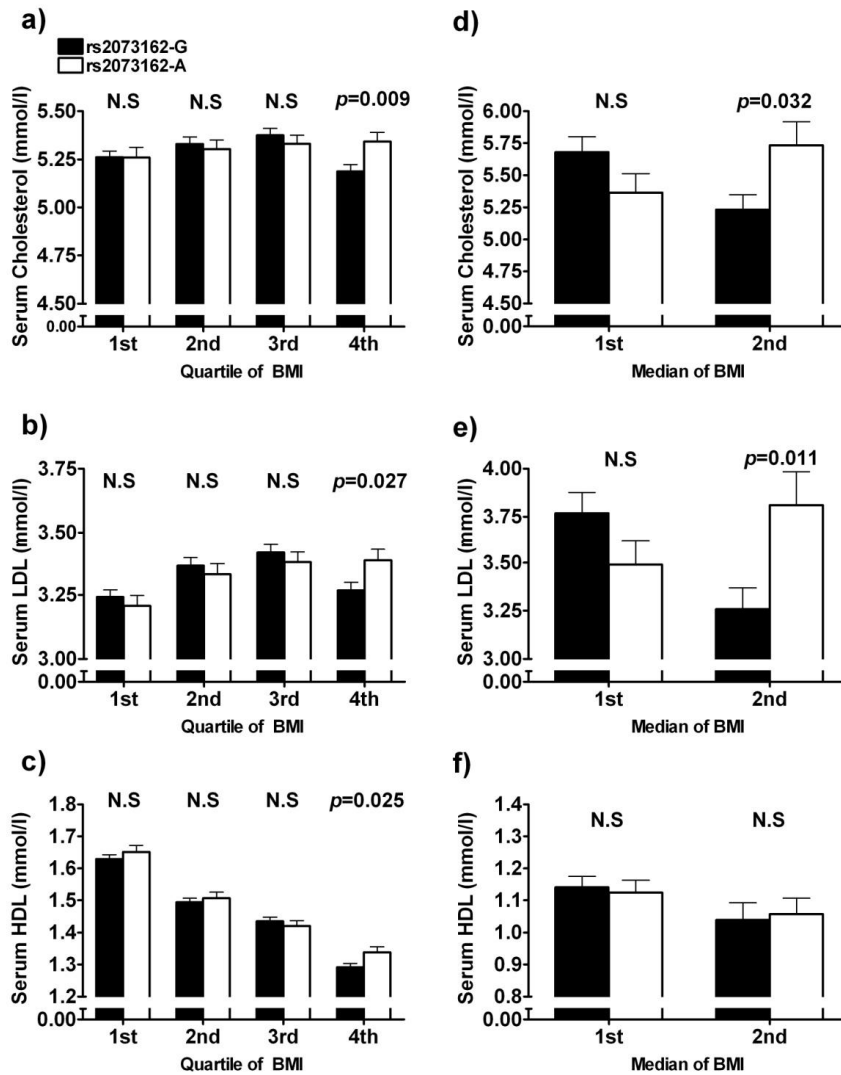 a)
rs2073162-G
rs2073162-A
N.S N.S N.S p=0.009
Serum Cholesterol (mmol/l)
5.50
5.25
5.00
4.75
4.50
0.00
1st 2nd 3rd 4th
Quartile of BMI
b)
N.S N.S N.S p=0.027
Serum LDL (mmol/l)
3.75
3.50
3.25
3.00
0.00
1st 2nd 3rd 4th
Quartile of BMI
c)
N.S N.S N.S p=0.025
Serum HDL (mmol/l)
1.7
1.6
1.5
1.4
1.3
1.2
0.00
1st 2nd 3rd 4th
Quartile of BMI
d)
N.S p=0.032
Serum Cholesterol (mmol/l)
6.00
5.75
5.50
5.25
5.00
4.75
4.50
0.00
1st 2nd
Median of BMI
e)
N.S p=0.011
Serum LDL (mmol/l)
4.00
3.75
3.50
3.25
3.00
0.00
1st 2nd
Median of BMI
f)
N.S N.S
Serum HDL (mmol/l)
1.4
1.3
1.2
1.1
1.0
0.9
0.8
0.00
1st 2nd
Median of BMI